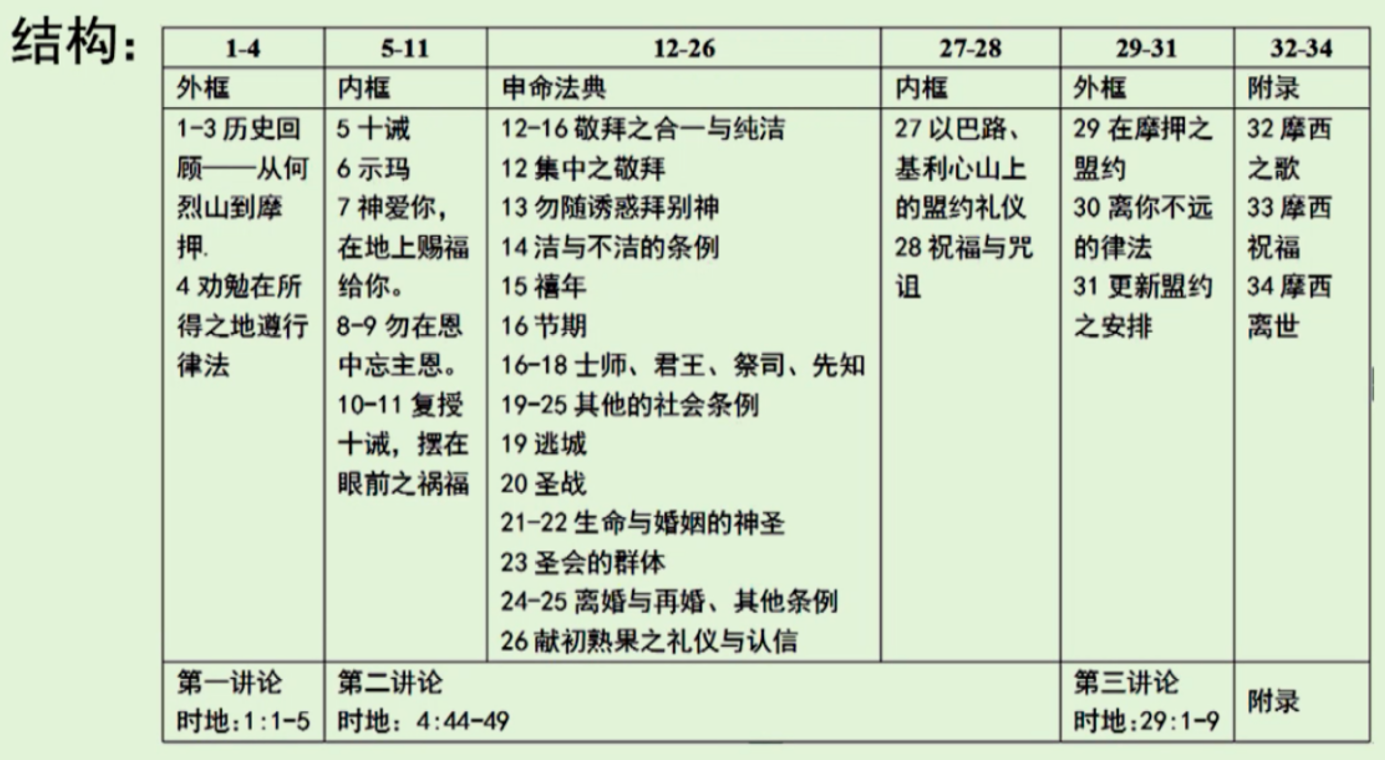 结构：
1-4
5-11
12-26
27-28
29-31
32-34
外框
内框
申命法典
内框
外框
附录
1-3 历史回
顾——从何
烈山到摩
押.
4 劝勉在所
得之地遵行
律法
5 十诫
6 示玛
7 神爱你，
在地上赐福
给你。
8-9 勿在恩
中忘主恩。
10-11 复授
十诫，摆在
眼前之祸福
12-16 敬拜之合一与纯洁
12 集中之敬拜
13 勿随诱惑拜别神
14 洁与不洁的条例
15 禧年
16 节期
16-18 士师、君王、祭司、先知
19-25 其他的社会条例
19 逃城
20 圣战
21-22 生命与婚姻的神圣
23 圣会的群体
24-25 离婚与再婚、其他条例
26 献初熟果之礼仪与认信
27 以巴路、
基利心山上
的盟约礼仪
28 祝福与咒
诅
29 在摩押之
盟约
30 离你不远
的律法
31 更新盟约
之安排
32 摩西
之歌
33 摩西
祝福
34 摩西
离世
第一讲论
时地:1:1-5
第二讲论
时地：4:44-49
第三讲论
时地:29:1-9
附录